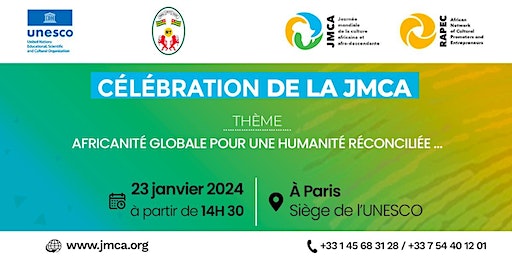 unesco
United Nations
Educational, Scientific
and Cultural Organization
JMCA
Journée
mondiale
de la culture
africaine et
afro-descendante
RAPEC
African
Network
of Cultural
Promoters and
Entrepreneurs
CÉLÉBRATION DE LA JMCA
THÈME
AFRICANITÉ GLOBALE POUR UNE HUMANITÉ RÉCONCILIÉE ...
23 janvier 2024
à partir de 14H 30
À Paris
Siège de l'UNESCO
www.jmca.org
+33 1 45 68 31 28 / +33 7 54 40 12 01